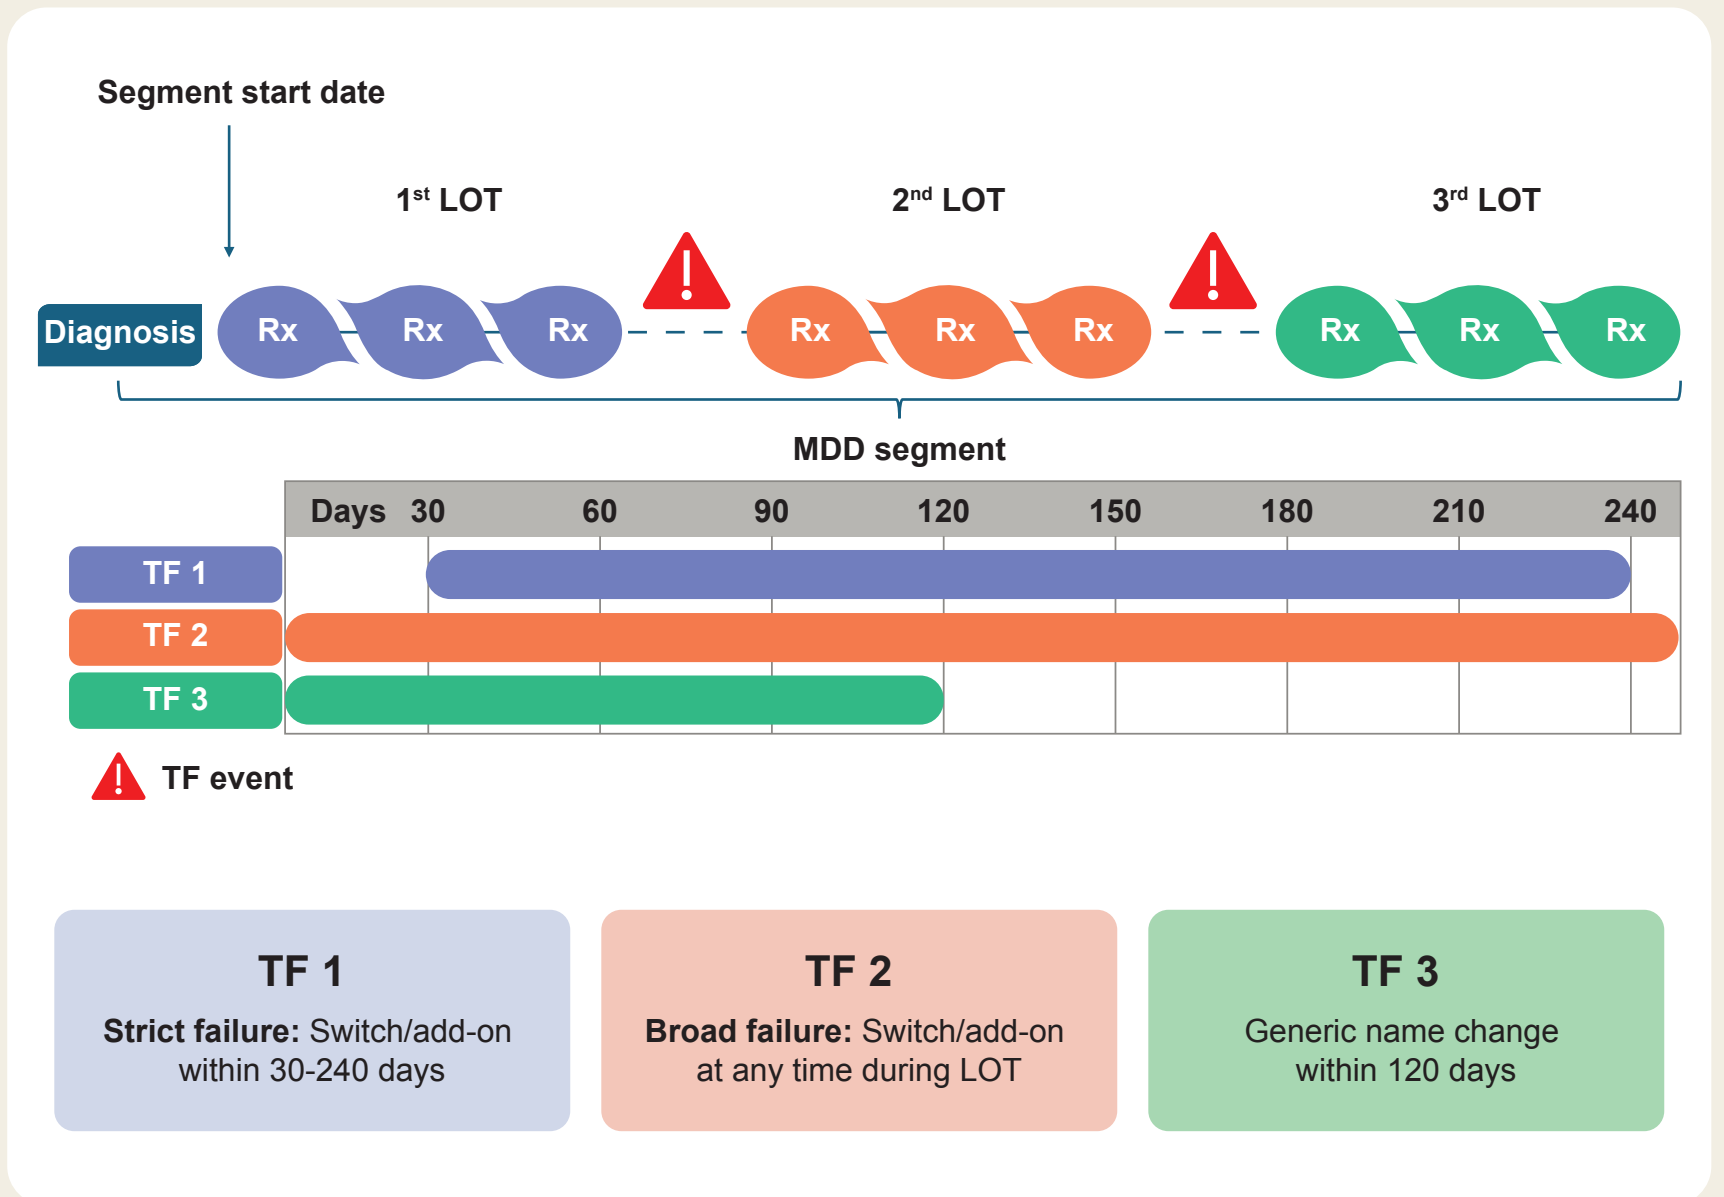 Segment start date
1st LOT
2nd LOT
3rd LOT
Diagnosis
Rx
Rx
Rx
Rx
Rx
Rx
Rx
Rx
Rx
MDD segment
Days 30 60 90 120 150 180 210 240
TF 1
TF 2
TF 3
TF event
TF 1
Strict failure: Switch/add-on
within 30-240 days
TF 2
Broad failure: Switch/add-on
at any time during LOT
TF 3
Generic name change
within 120 days